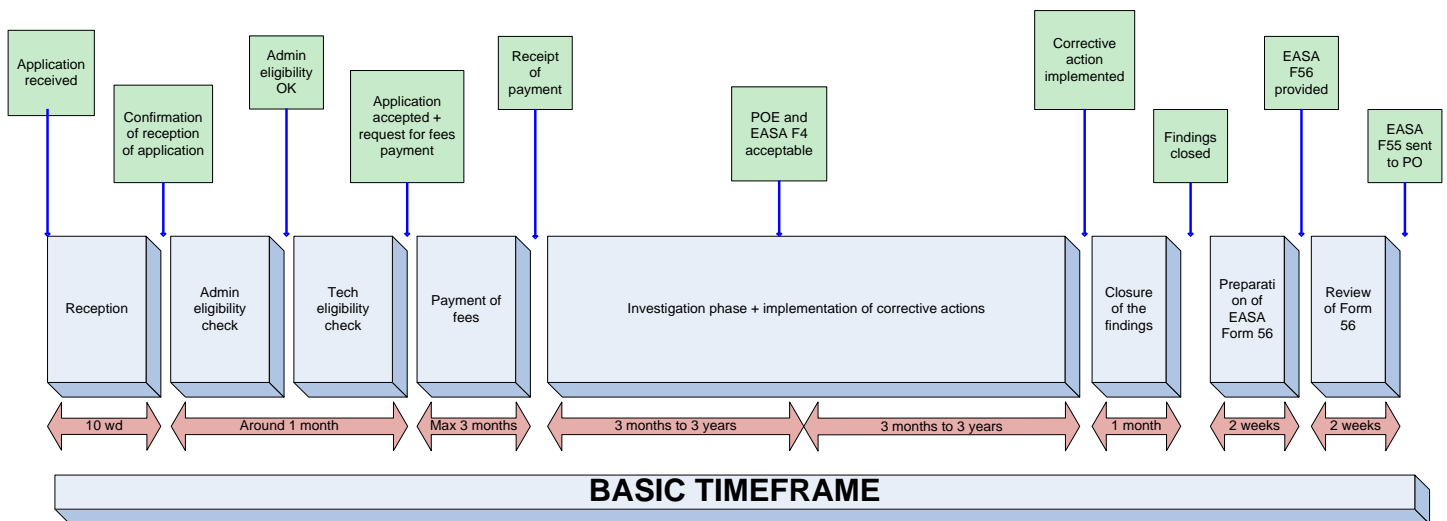 Application
received
Confirmation
of reception
of application
Admin
eligibility
OK
Application
accepted +
request for fees
payment
Receipt
of
payment
POE and
EASA F4
acceptable
Corrective
action
implemented
Findings
closed
EASA
F56
provided
EASA
F55 sent
to PO
Reception
Admin
eligibility
check
Tech
eligibility
check
Payment of
fees
Investigation phase + implementation of corrective actions
Closure
of the
findings
Preparati
on of
EASA
Form 56
Review
of Form
56
10 wd
Around 1 month
Max 3 months
3 months to 3 years
3 months to 3 years
1 month
2 weeks
2 weeks
BASIC TIMEFRAME